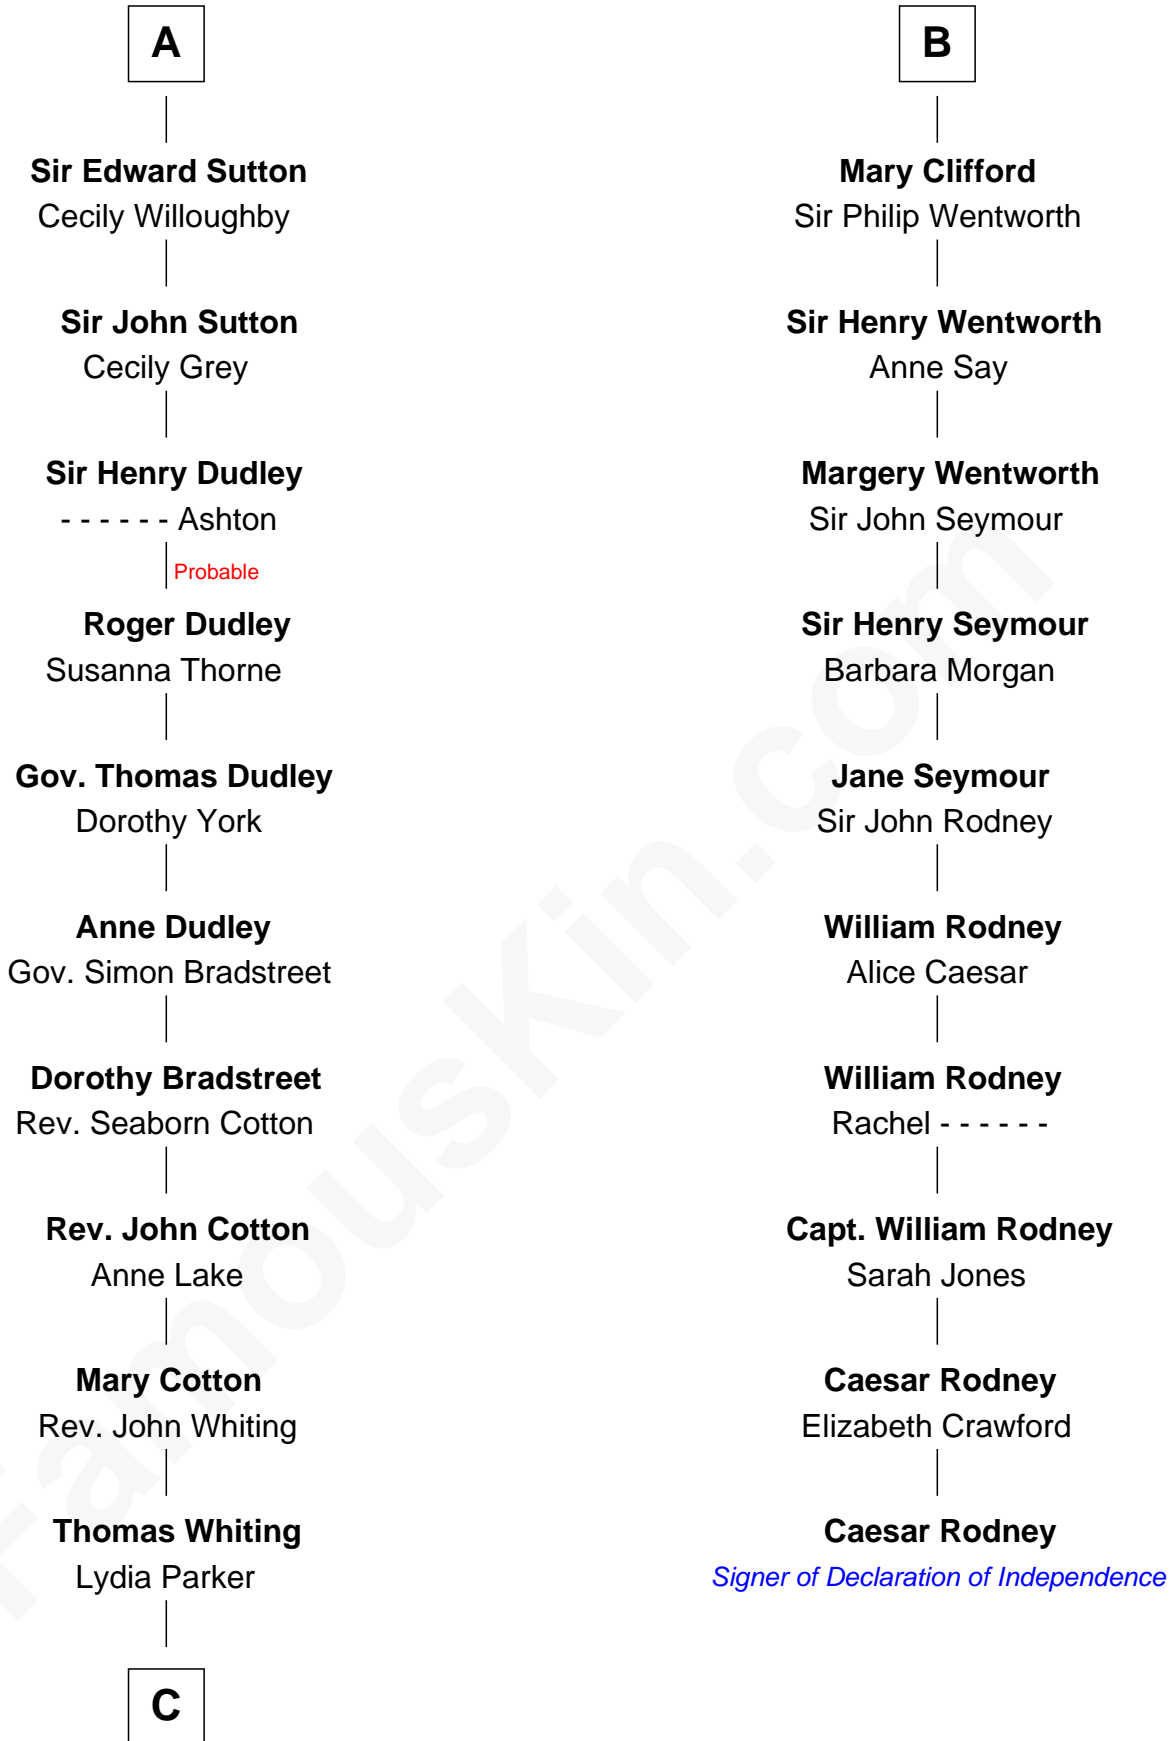 A
Sir Edward Sutton
Cecily Willoughby
Sir John Sutton
Cecily Grey
Sir Henry Dudley
- - - - - - Ashton
Probable
Roger Dudley
Susanna Thorne
Gov. Thomas Dudley
Dorothy York
Anne Dudley
Gov. Simon Bradstreet
Dorothy Bradstreet
Rev. Seaborn Cotton
Rev. John Cotton
Anne Lake
Mary Cotton
Rev. John Whiting
Thomas Whiting
Lydia Parker
C
B
Mary Clifford
Sir Philip Wentworth
Sir Henry Wentworth
Anne Say
Margery Wentworth
Sir John Seymour
Sir Henry Seymour
Barbara Morgan
Jane Seymour
Sir John Rodney
William Rodney
Alice Caesar
William Rodney
Rachel - - - - - -
Capt. William Rodney
Sarah Jones
Caesar Rodney
Elizabeth Crawford
Caesar Rodney
Signer of Declaration of Independence
FamousKin.com